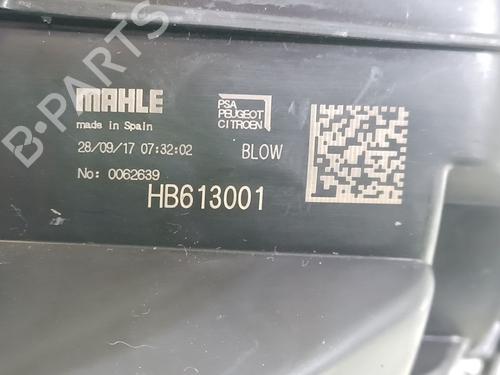 MAHLE
made in Spain
PSA
PEUGEOT
CITROEN
28/09/17 07:32:02
BLOW
No: 0062639
HB613001
B-PARTS